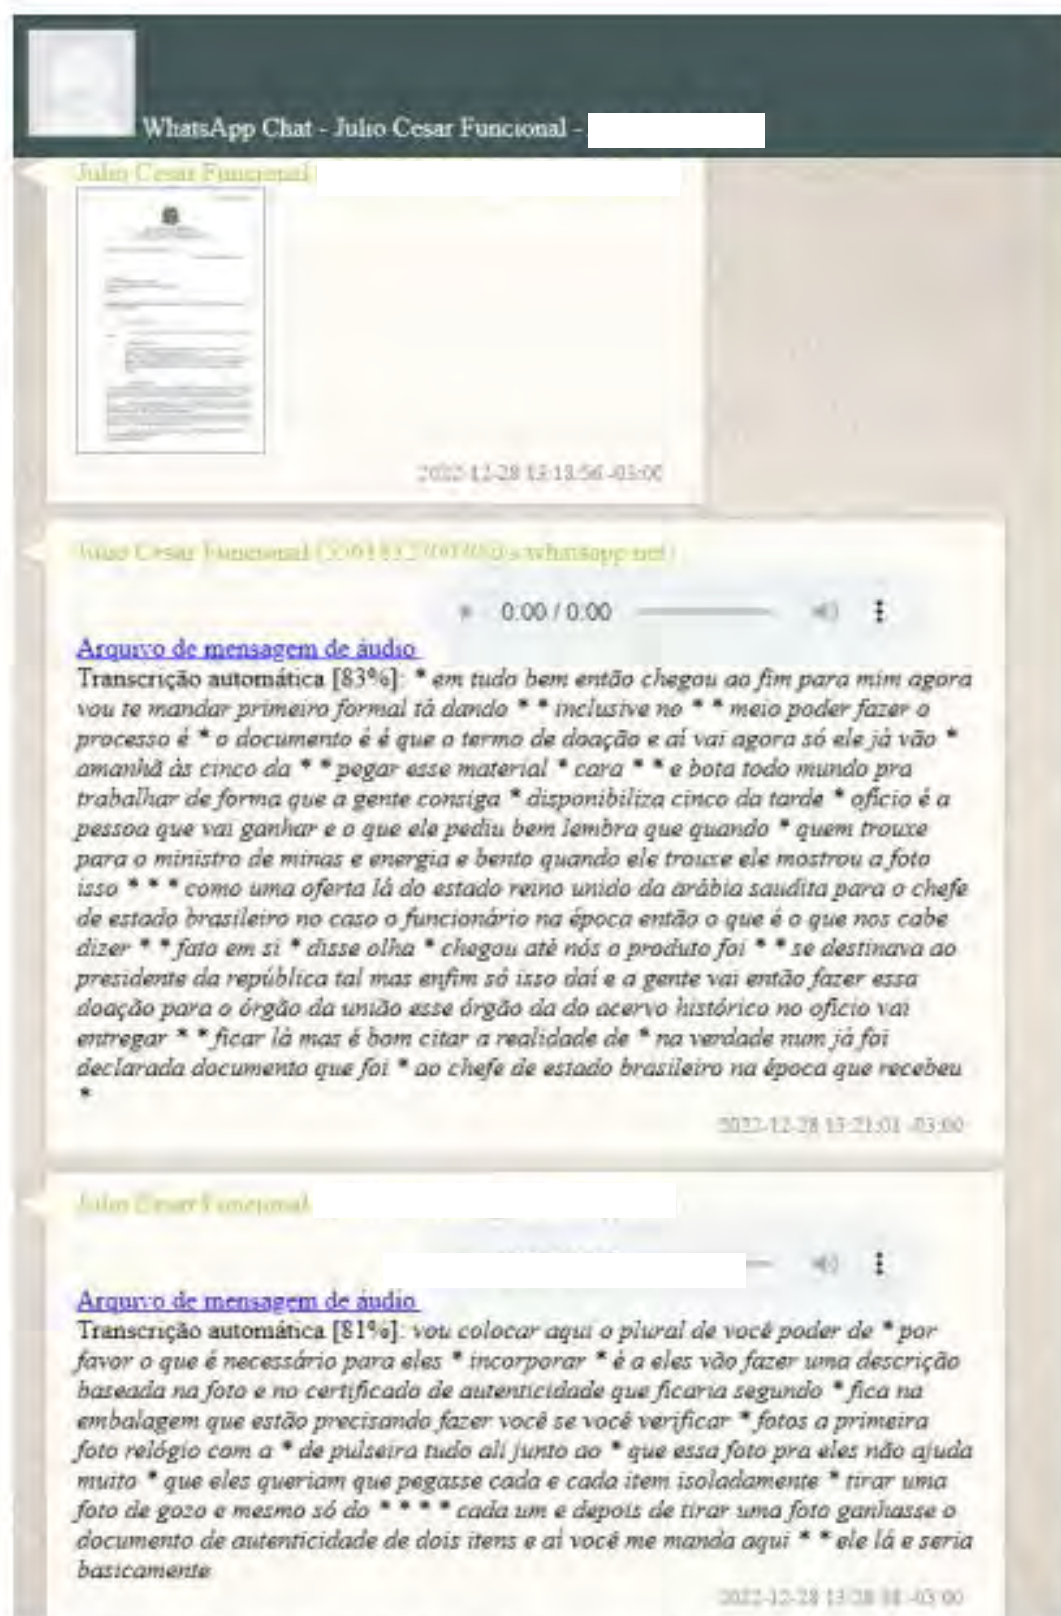 WhatsApp Chat - Julio Cesar Funcional -
Julio Cesar Funcional
2022-12-28 13:18:56 -03:00
Julio Cesar Funcional
0:00 / 0:00
Arquivo de mensagem de áudio
Transcrição automática [83%]: * em tudo bem então chegou ao fim para mim agora
vou te mandar primeiro formal tá dando * * inclusive no * * meio poder fazer o
processo é * o documento é é que o termo de doação e aí vai agora só ele já vão *
amanhã às cinco da * * pegar esse material * cara * * e bota todo mundo pra
trabalhar de forma que a gente consiga * disponibiliza cinco da tarde * ofício é a
pessoa que vai ganhar e o que ele pediu bem lembra que quando * quem trouxe
para o ministro de minas e energia e bento quando ele trouxe ele mostrou a foto
isso * * * como uma oferta lá do estado reino unido da arábia saudita para o chefe
de estado brasileiro no caso o funcionário na época então o que é o que nos cabe
dizer * * fato em si * disse olha * chegou até nós o produto foi * * se destinava ao
presidente da república tal mas enfim só isso daí e a gente vai então fazer essa
doação para o órgão da união esse órgão da do acervo histórico no ofício vai
entregar * * ficar lá mas é bom citar a realidade de * na verdade num já foi
declarada documento que foi * ao chefe de estado brasileiro na época que recebeu
*
2022-12-28 13:21:01 -03:00
Julio Cesar Funcional
Arquivo de mensagem de áudio
Transcrição automática [81%]: vou colocar aqui o plural de você poder de * por
favor o que é necessário para eles * incorporar * é a eles vão fazer uma descrição
baseada na foto e no certificado de autenticidade que ficaria segundo * fica na
embalagem que estão precisando fazer você se você verificar * fotos a primeira
foto relógio com a * de pulseira tudo ali junto ao * que essa foto pra eles não ajuda
muito * que eles queriam que pegasse cada e cada item isoladamente * tirar uma
foto de gozo e mesmo só do * * * * cada um e depois de tirar uma foto ganhasse o
documento de autenticidade de dois itens e aí você me manda aqui * * ele lá e seria
basicamente
2022-12-28 -03:00